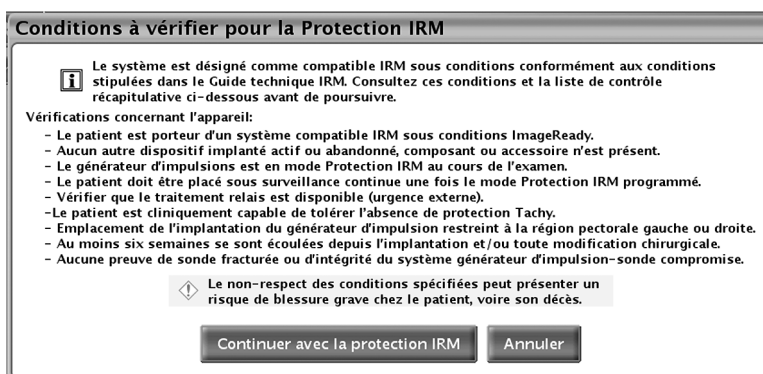 Conditions à vérifier pour la Protection IRM
Le système est désigné comme compatible IRM sous conditions conformément aux conditions
stipulées dans le Guide technique IRM. Consultez ces conditions et la liste de contrôle
récapitulative ci-dessous avant de poursuivre.
Vérifications concernant l'appareil:
- Le patient est porteur d'un système compatible IRM sous conditions ImageReady.
- Aucun autre dispositif implanté actif ou abandonné, composant ou accessoire n'est présent.
- Le générateur d'impulsions est en mode Protection IRM au cours de l'examen.
- Le patient doit être placé sous surveillance continue une fois le mode Protection IRM programmé.
- Vérifier que le traitement relais est disponible (urgence externe).
-Le patient est cliniquement capable de tolérer l'absence de protection Tachy.
- Emplacement de l'implantation du générateur d'impulsion restreint à la région pectorale gauche ou droite.
- Au moins six semaines se sont écoulées depuis l'implantation et/ou toute modification chirurgicale.
- Aucune preuve de sonde fracturée ou d'intégrité du système générateur d'impulsion-sonde compromise.
Le non-respect des conditions spécifiées peut présenter un
risque de blessure grave chez le patient, voire son décès.
Continuer avec la protection IRM Annuler